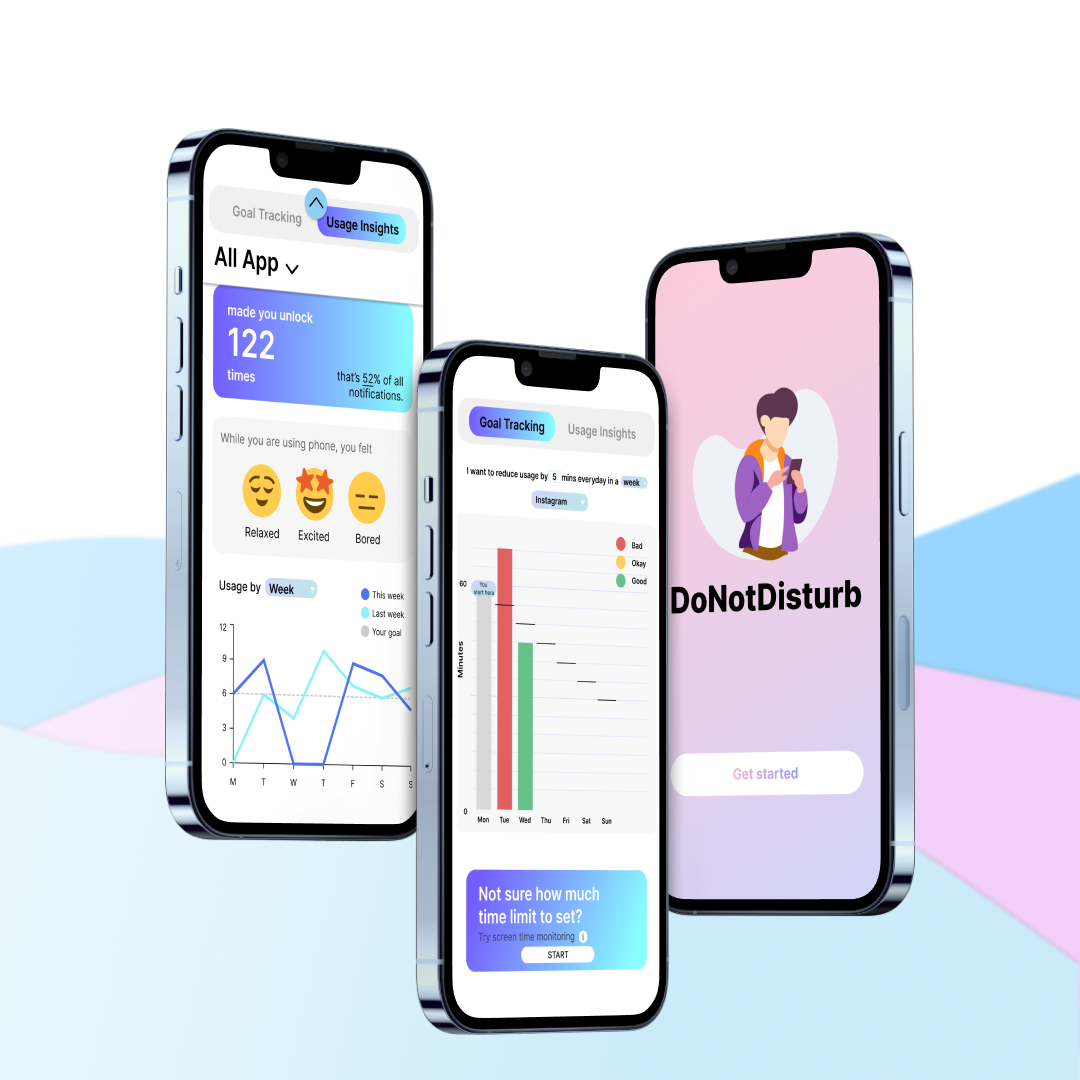 Goal Tracking
Usage Insights
All App
made you unlock
122
times
that's 52% of all
notifications.
While you are using phone, you felt
Relaxed
Excited
Bored
Usage by Week
This week
Last week
Your goal
12
9
6
3
0
M T W T F S S
Goal Tracking
Usage Insights
I want to reduce usage by 5 mins everyday in a week
Instagram
Bad
Okay
Good
60
You
start here
Minutes
0
Mon Tue Wed Thu Fri Sat Sun
Not sure how much
time limit to set?
Try screen time monitoring i
START
DoNotDisturb
Get started